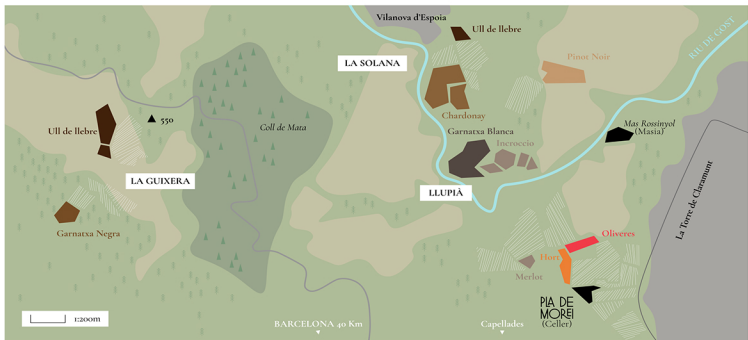 Vilanova d'Espoia
Ull de llebre
LA SOLANA
Pinot Noir
RIU DE GOST
Chardonay
550
Ull de llebre
Coll de Mata
Garnatxa Blanca
Incroccio
Mas Rossinyol
(Masia)
LA GUIXERA
LLUPIÀ
La Torre de Claramunt
Garnatxa Negra
Oliveres
Hort
Merlot
PLA DE
MOREI
(Celler)
1:200m
BARCELONA 40 Km
Capellades